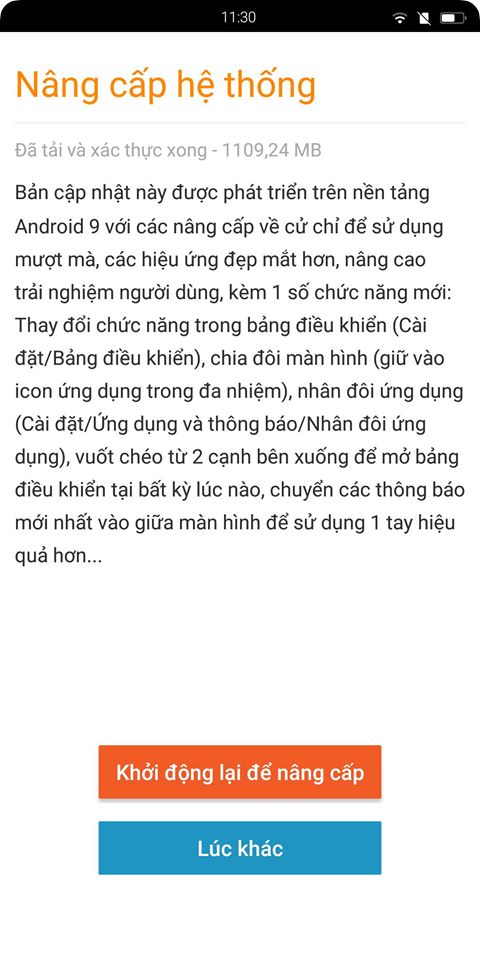 11:30
Nâng cấp hệ thống
Đã tải và xác thực xong - 1109,24 MB
Bản cập nhật này được phát triển trên nền tảng
Android 9 với các nâng cấp về cử chỉ để sử dụng
mượt mà, các hiệu ứng đẹp mắt hơn, nâng cao
trải nghiệm người dùng, kèm 1 số chức năng mới:
Thay đổi chức năng trong bảng điều khiển (Cài
đặt/Bảng điều khiển), chia đôi màn hình (giữ vào
icon ứng dụng trong đa nhiệm), nhân đôi ứng dụng
(Cài đặt/Ứng dụng và thông báo/Nhân đôi ứng
dụng), vuốt chéo từ 2 cạnh bên xuống để mở bảng
điều khiển tại bất kỳ lúc nào, chuyển các thông báo
mới nhất vào giữa màn hình để sử dụng 1 tay hiệu
quả hơn...
Khởi động lại để nâng cấp
Lúc khác